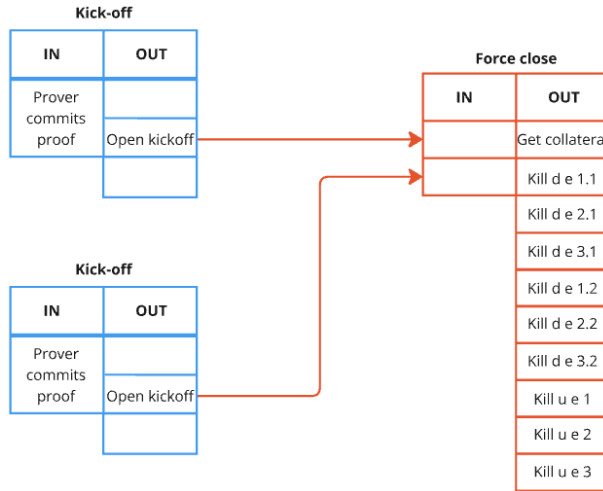 Kick-off
IN OUT
Prover
commits
proof
Open kickoff
Kick-off
IN OUT
Prover
commits
proof
Open kickoff
Force close
IN OUT
Get collatera
Kill d e 1.1
Kill d e 2.1
Kill d e 3.1
Kill d e 1.2
Kill d e 2.2
Kill d e 3.2
Kill u e 1
Kill u e 2
Kill u e 3